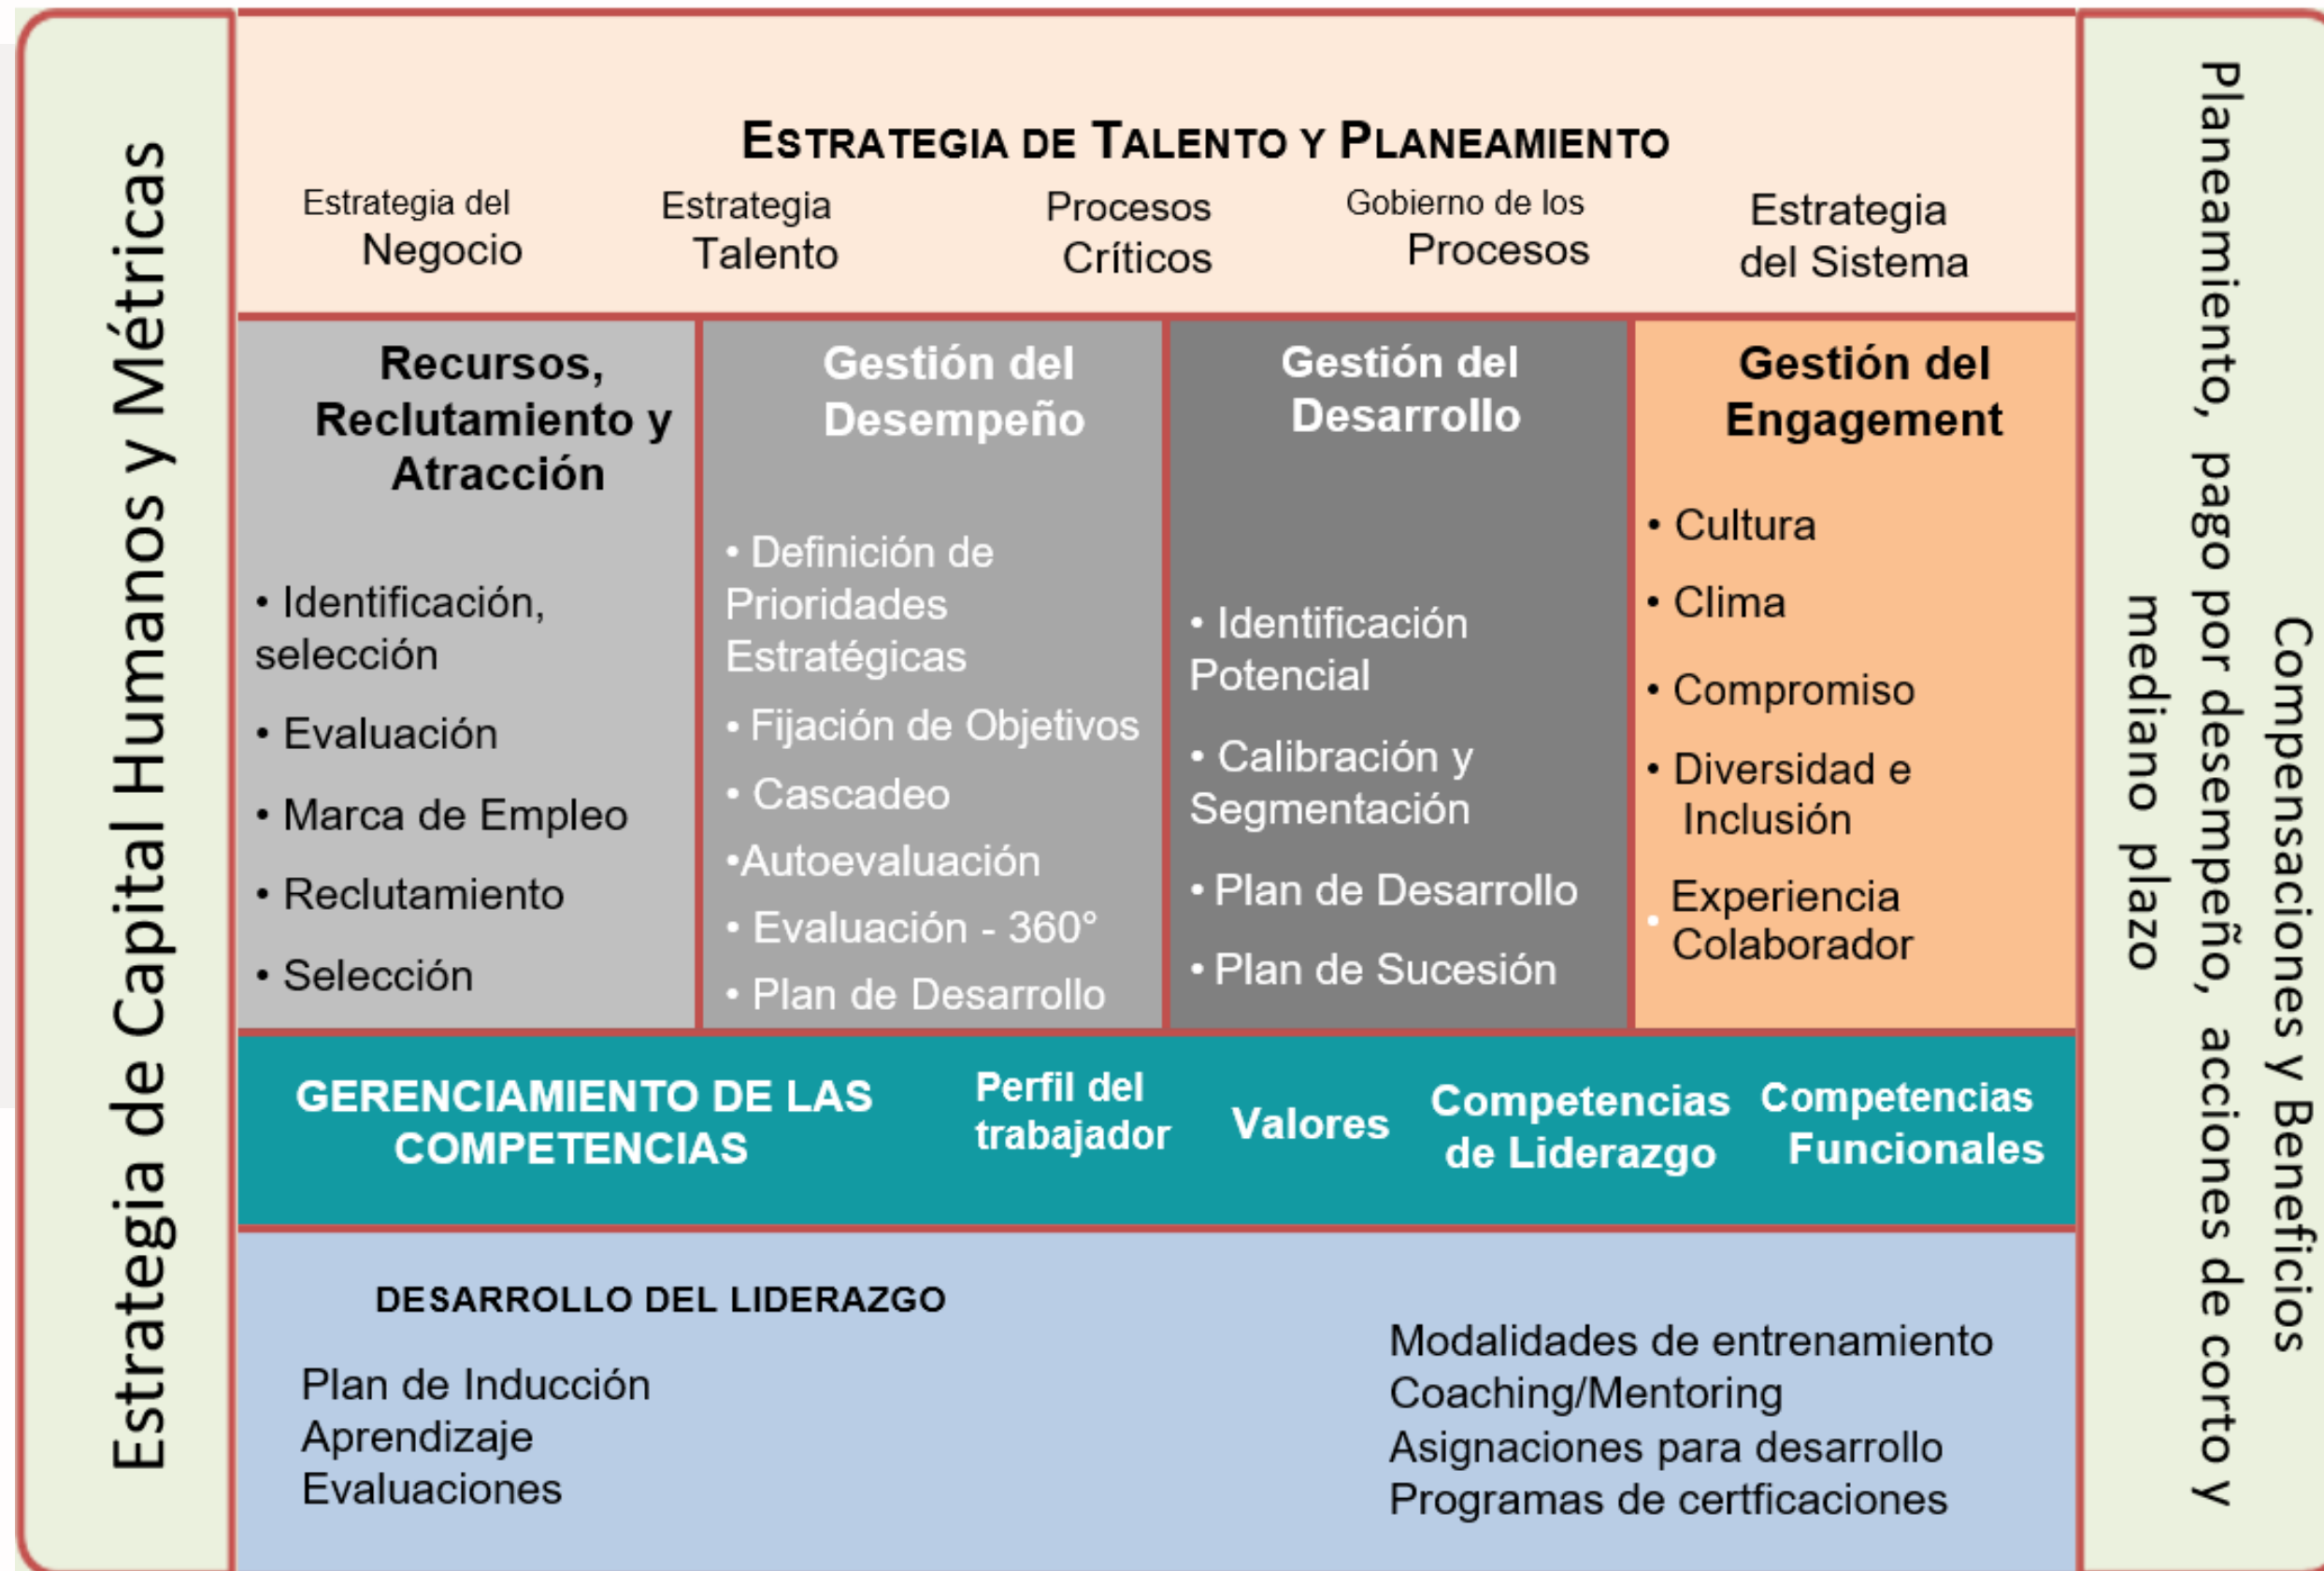 Estrategia de Capital Humanos y Métricas
ESTRATEGIA DE TALENTO Y PLANEAMIENTO
Estrategia del
Negocio
Estrategia
Talento
Procesos
Críticos
Gobierno de los
Procesos
Estrategia
del Sistema
Recursos,
Reclutamiento y
Atracción
• Identificación,
selección
• Evaluación
• Marca de Empleo
• Reclutamiento
• Selección
Gestión del
Desempeño
• Definición de
Prioridades
Estratégicas
• Fijación de Objetivos
• Cascadeo
•Autoevaluación
• Evaluación - 360°
• Plan de Desarrollo
Gestión del
Desarrollo
• Identificación
Potencial
• Calibración y
Segmentación
• Plan de Desarrollo
• Plan de Sucesión
Gestión del
Engagement
• Cultura
• Clima
• Compromiso
• Diversidad e
Inclusión
• Experiencia
Colaborador
GERENCIAMIENTO DE LAS
COMPETENCIAS
Perfil del
trabajador
Valores
Competencias
de Liderazgo
Competencias
Funcionales
DESARROLLO DEL LIDERAZGO
Plan de Inducción
Aprendizaje
Evaluaciones
Modalidades de entrenamiento
Coaching/Mentoring
Asignaciones para desarrollo
Programas de certficaciones
Compensaciones y Beneficios
Planeamiento, pago por desempeño, acciones de corto y
mediano plazo